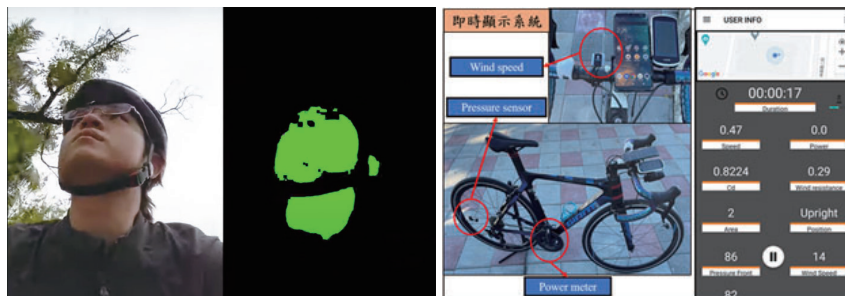 即時顯示系統
Wind speed
Pressure sensor
Power meter
USER INFO
Google
00:00:17
Duration
0.47
0.0
Speed
Power
0.8224
0.29
Cd
Wind resistance
2
Upright
Area
Position
86
14
Pressure Front
Wind Speed
82